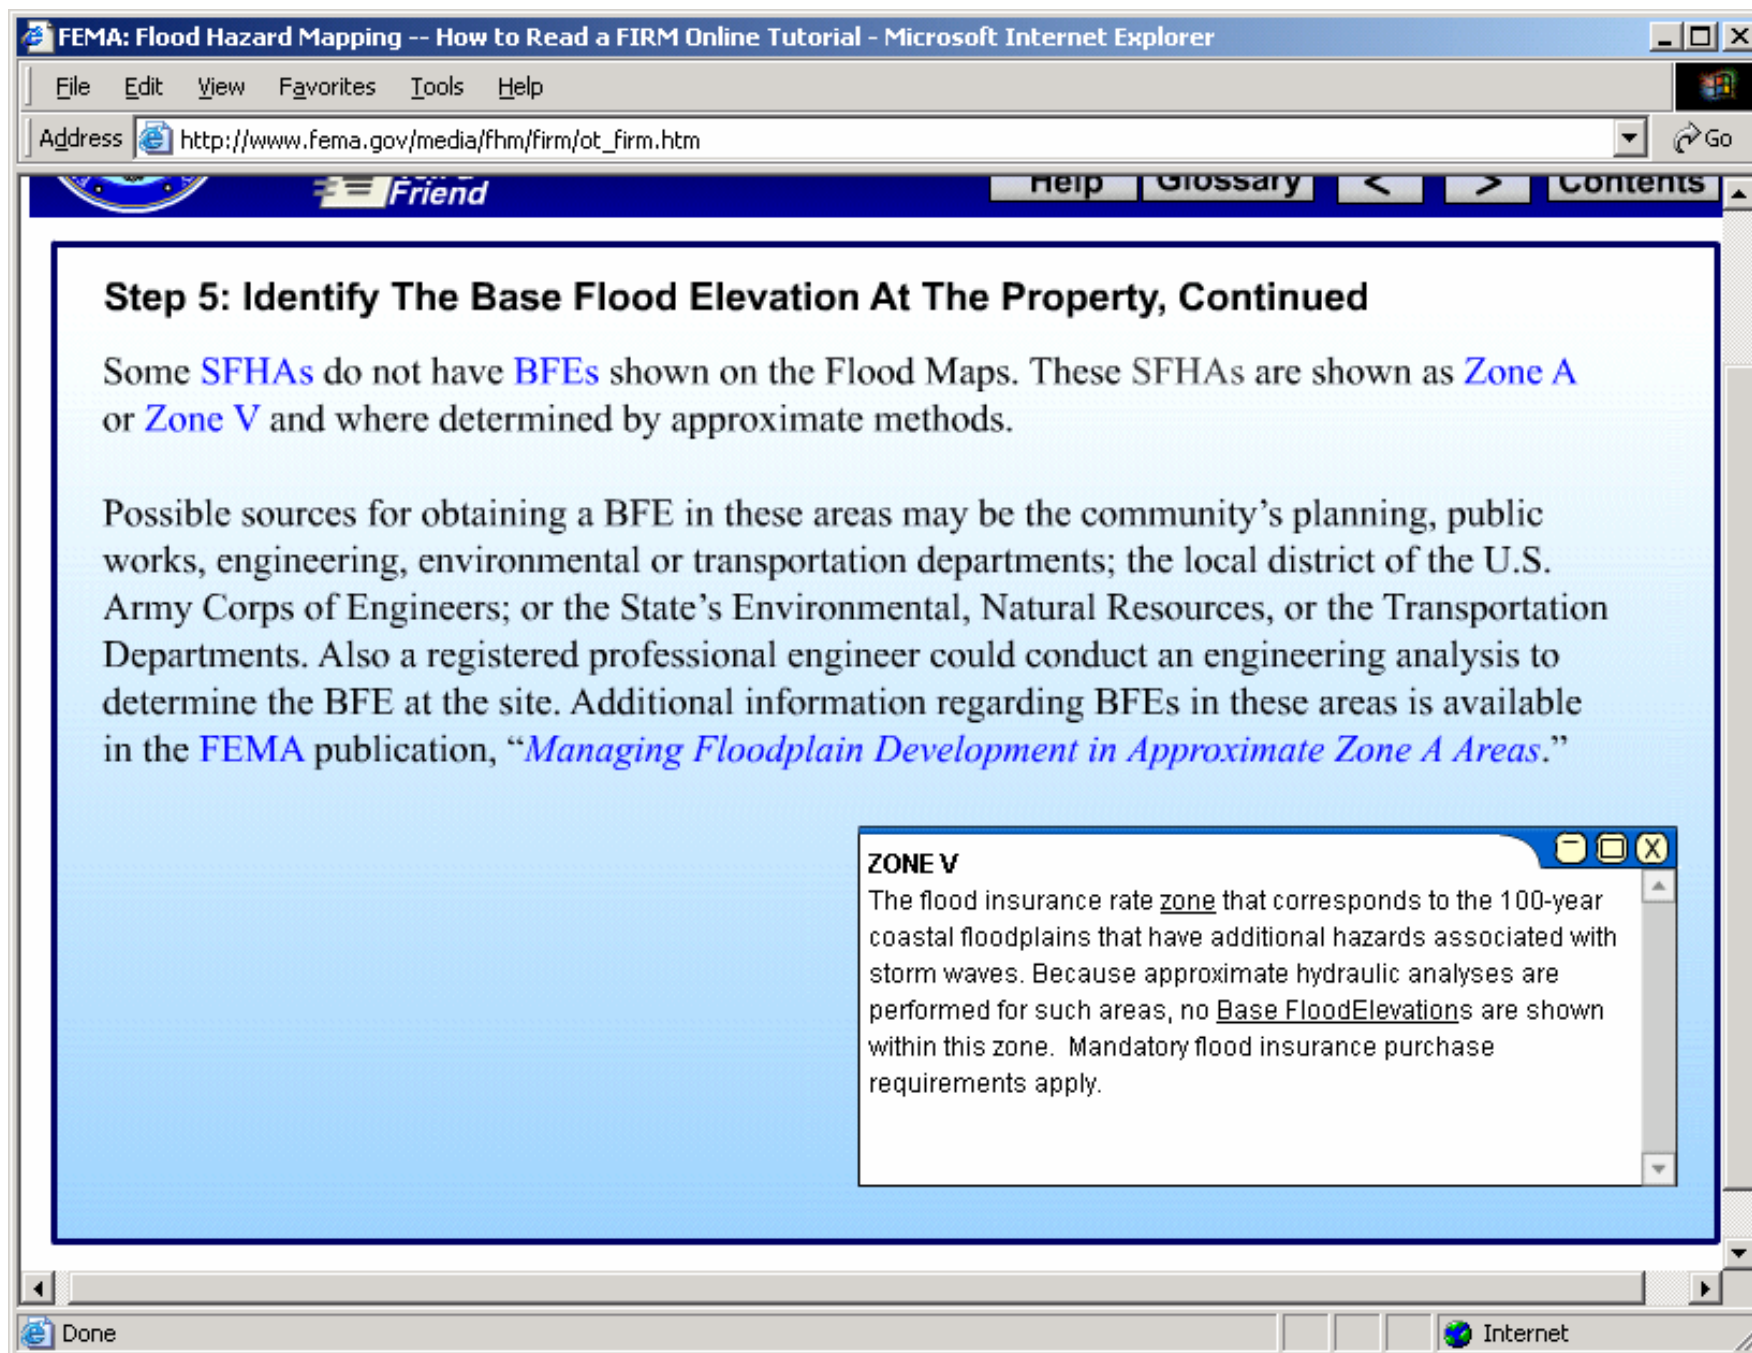 FEMA: Flood Hazard Mapping -- How to Read a FIRM Online Tutorial - Microsoft Internet Explorer
File Edit View Favorites Tools Help
Address http://www.fema.gov/media/fhm/firm/ot_firm.htm Go
Friend Help Glossary < > Contents
Step 5: Identify The Base Flood Elevation At The Property, Continued
Some SFHAs do not have BFEs shown on the Flood Maps. These SFHAs are shown as Zone A
or Zone V and where determined by approximate methods.
Possible sources for obtaining a BFE in these areas may be the community’s planning, public
works, engineering, environmental or transportation departments; the local district of the U.S.
Army Corps of Engineers; or the State’s Environmental, Natural Resources, or the Transportation
Departments. Also a registered professional engineer could conduct an engineering analysis to
determine the BFE at the site. Additional information regarding BFEs in these areas is available
in the FEMA publication, “Managing Floodplain Development in Approximate Zone A Areas.”
ZONE V
The flood insurance rate zone that corresponds to the 100-year
coastal floodplains that have additional hazards associated with
storm waves. Because approximate hydraulic analyses are
performed for such areas, no Base FloodElevations are shown
within this zone. Mandatory flood insurance purchase
requirements apply.
Done Internet